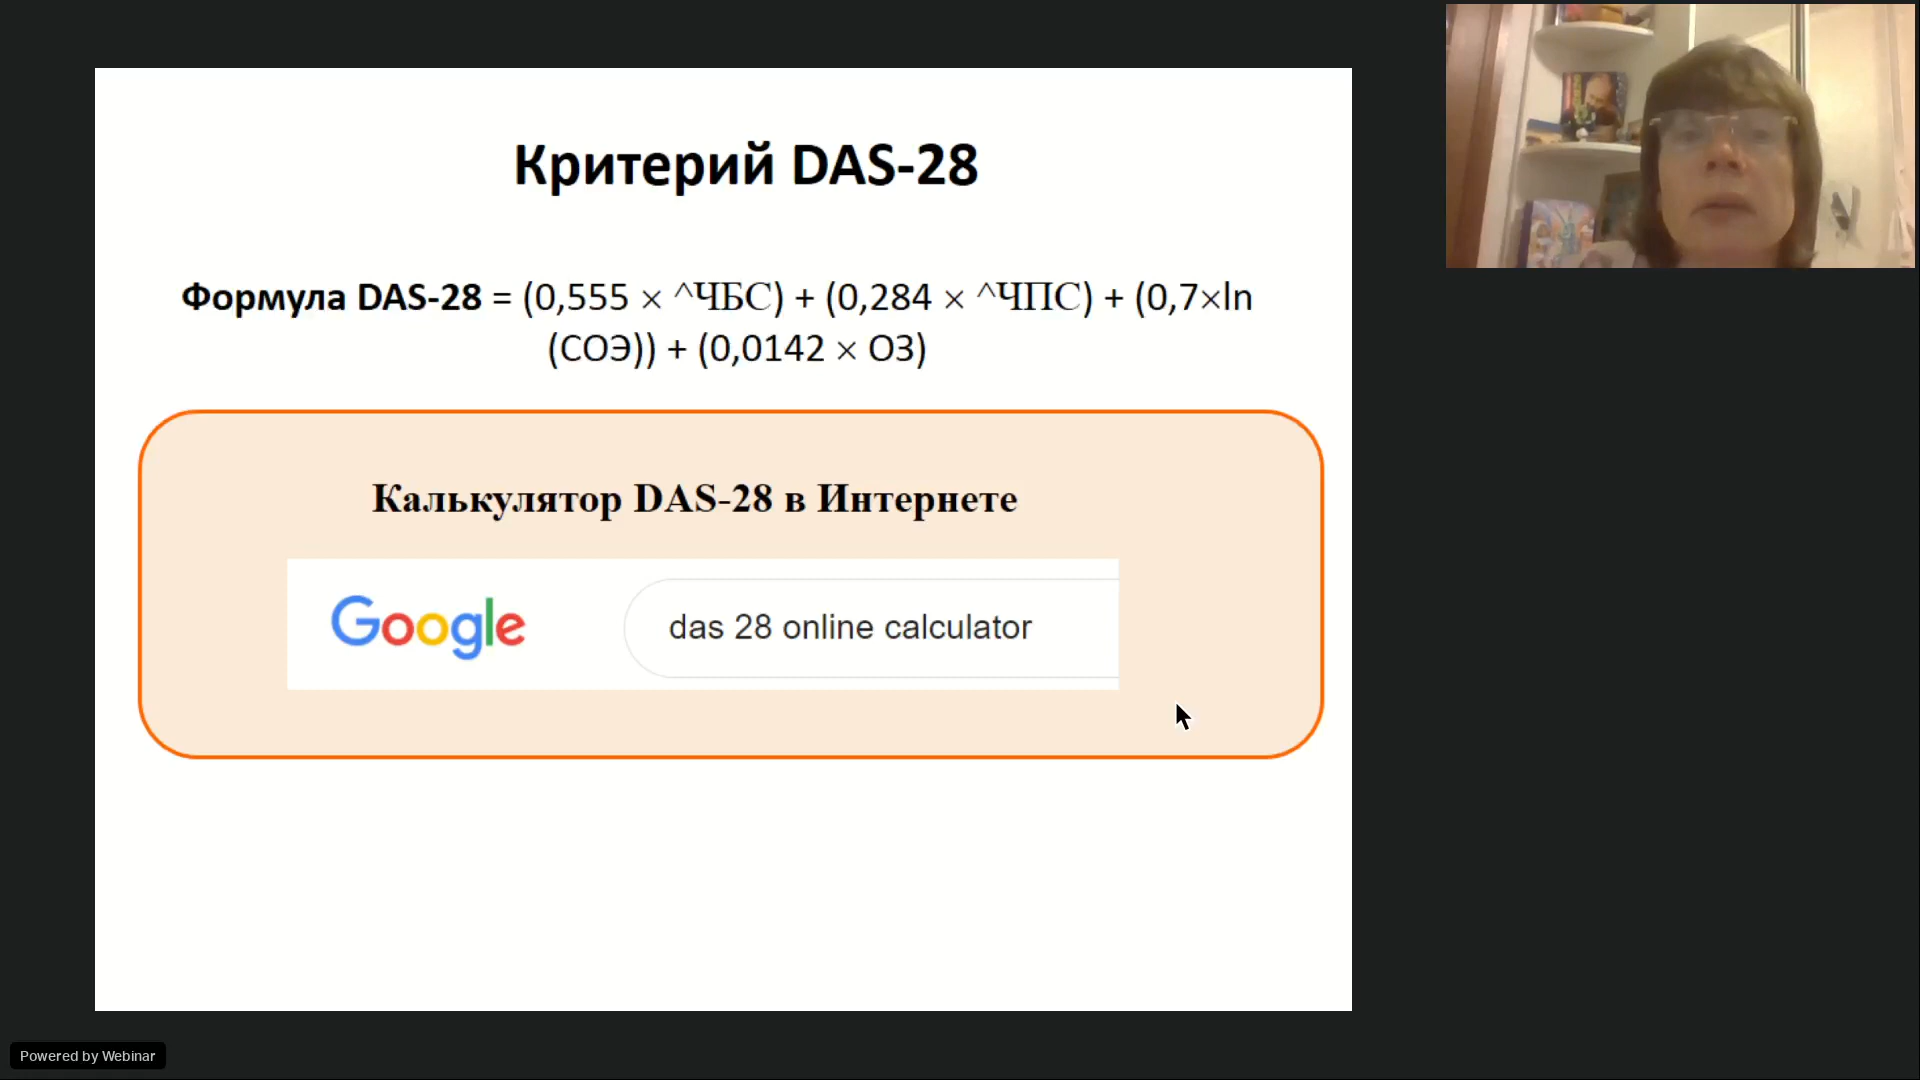 Критерий DAS-28
Формула DAS-28 = (0,555 × ^ЧБС) + (0,284 × ^ЧПС) + (0,7×ln
(СОЭ)) + (0,0142 × ОЗ)
Калькулятор DAS-28 в Интернете
Google
das 28 online calculator
Powered by Webinar